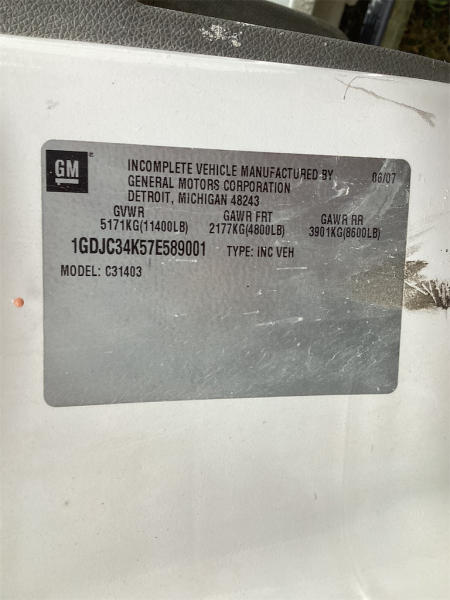 GM
INCOMPLETE VEHICLE MANUFACTURED BY 08/07
GENERAL MOTORS CORPORATION
DETROIT, MICHIGAN 48243
GVWR GAWR FRT GAWR RR
5171KG(11400LB) 2177KG(4800LB) 3901KG(8600LB)
1GDJC34K57E589001 TYPE: INC VEH
MODEL: C31403